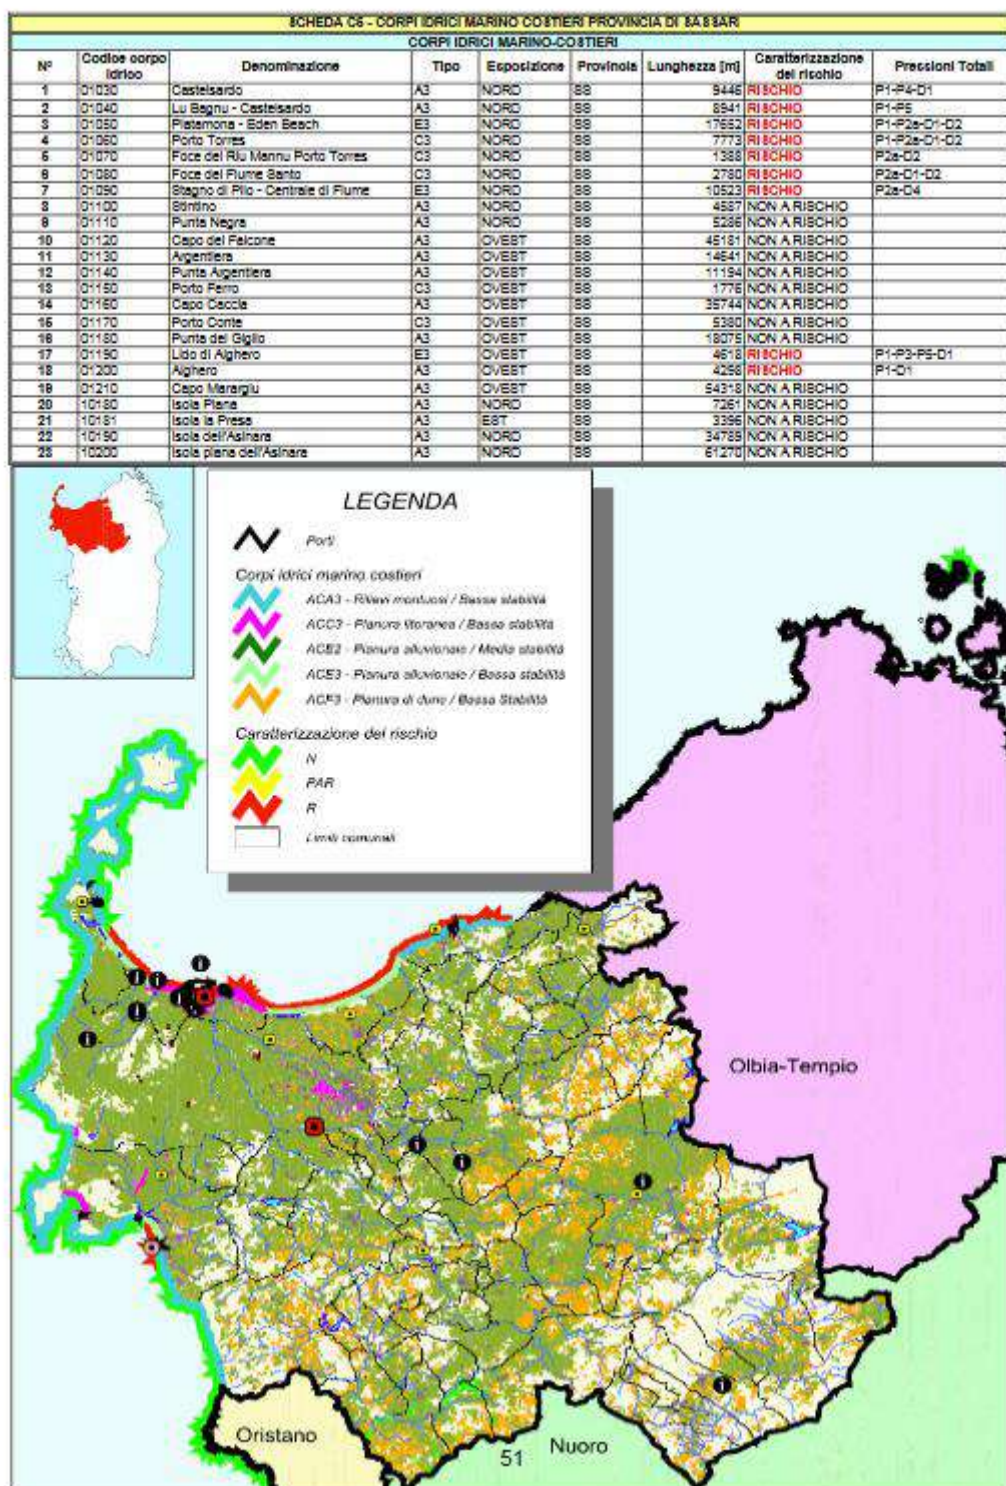 SCHEDA C6 - CORPI IDRICI MARINO COSTIERI PROVINCIA DI SASSARI
CORPI IDRICI MARINO-COSTIERI
N° Codice corpo idrico Denominazione Tipo Esposizione Provincia Lunghezza [m] Caratterizzazione del rischio Pressioni Totali
1 01030 Castelsardo A3 NORD SS 9446 RISCHIO P1-P4-D1
2 01040 Lu Bagnu - Castelsardo A3 NORD SS 8941 RISCHIO P1-P5
3 01050 Platamona - Eden Beach E3 NORD SS 17652 RISCHIO P1-P2a-D1-D2
4 01060 Porto Torres C3 NORD SS 7773 RISCHIO P1-P2a-D1-D2
5 01070 Foce del Riu Mannu Porto Torres C3 NORD SS 1388 RISCHIO P2a-D2
6 01080 Foce del Fiume Santo C3 NORD SS 2780 RISCHIO P2a-D1-D2
7 01090 Stagno di Pilo - Centrale di Fiume E3 NORD SS 10523 RISCHIO P2a-D4
8 01100 Stintino A3 NORD SS 4587 NON A RISCHIO
9 01110 Punta Negra A3 NORD SS 5286 NON A RISCHIO
10 01120 Capo del Falcone A3 OVEST SS 45181 NON A RISCHIO
11 01130 Argentiera A3 OVEST SS 14641 NON A RISCHIO
12 01140 Punta Argentiera A3 OVEST SS 11194 NON A RISCHIO
13 01150 Porto Ferro C3 OVEST SS 1776 NON A RISCHIO
14 01160 Capo Caccia A3 OVEST SS 35744 NON A RISCHIO
15 01170 Porto Conte C3 OVEST SS 5380 NON A RISCHIO
16 01180 Punta del Giglio A3 OVEST SS 18075 NON A RISCHIO
17 01190 Lido di Alghero E3 OVEST SS 4618 RISCHIO P1-P3-P5-D1
18 01200 Alghero A3 OVEST SS 4256 RISCHIO P1-D1
19 01210 Capo Marargiu A3 OVEST SS 54318 NON A RISCHIO
20 10180 Isola Piana A3 NORD SS 7261 NON A RISCHIO
21 10181 Isola la Presa A3 EST SS 3396 NON A RISCHIO
22 10190 Isola dell'Asinara A3 NORD SS 34789 NON A RISCHIO
23 10200 Isola piana dell'Asinara A3 NORD SS 61270 NON A RISCHIO
LEGENDA
Porti
Corpi idrici marino costieri
ACA3 - Rilievi montuosi / Bassa stabilità
ACC3 - Pianura litoranea / Bassa stabilità
ACE2 - Pianura alluvionale / Media stabilità
ACE3 - Pianura alluvionale / Bassa stabilità
ACF3 - Pianura di dune / Bassa Stabilità
Caratterizzazione del rischio
N
PAR
R
Limiti comunali
Olbia-Tempio
Oristano
Nuoro
51